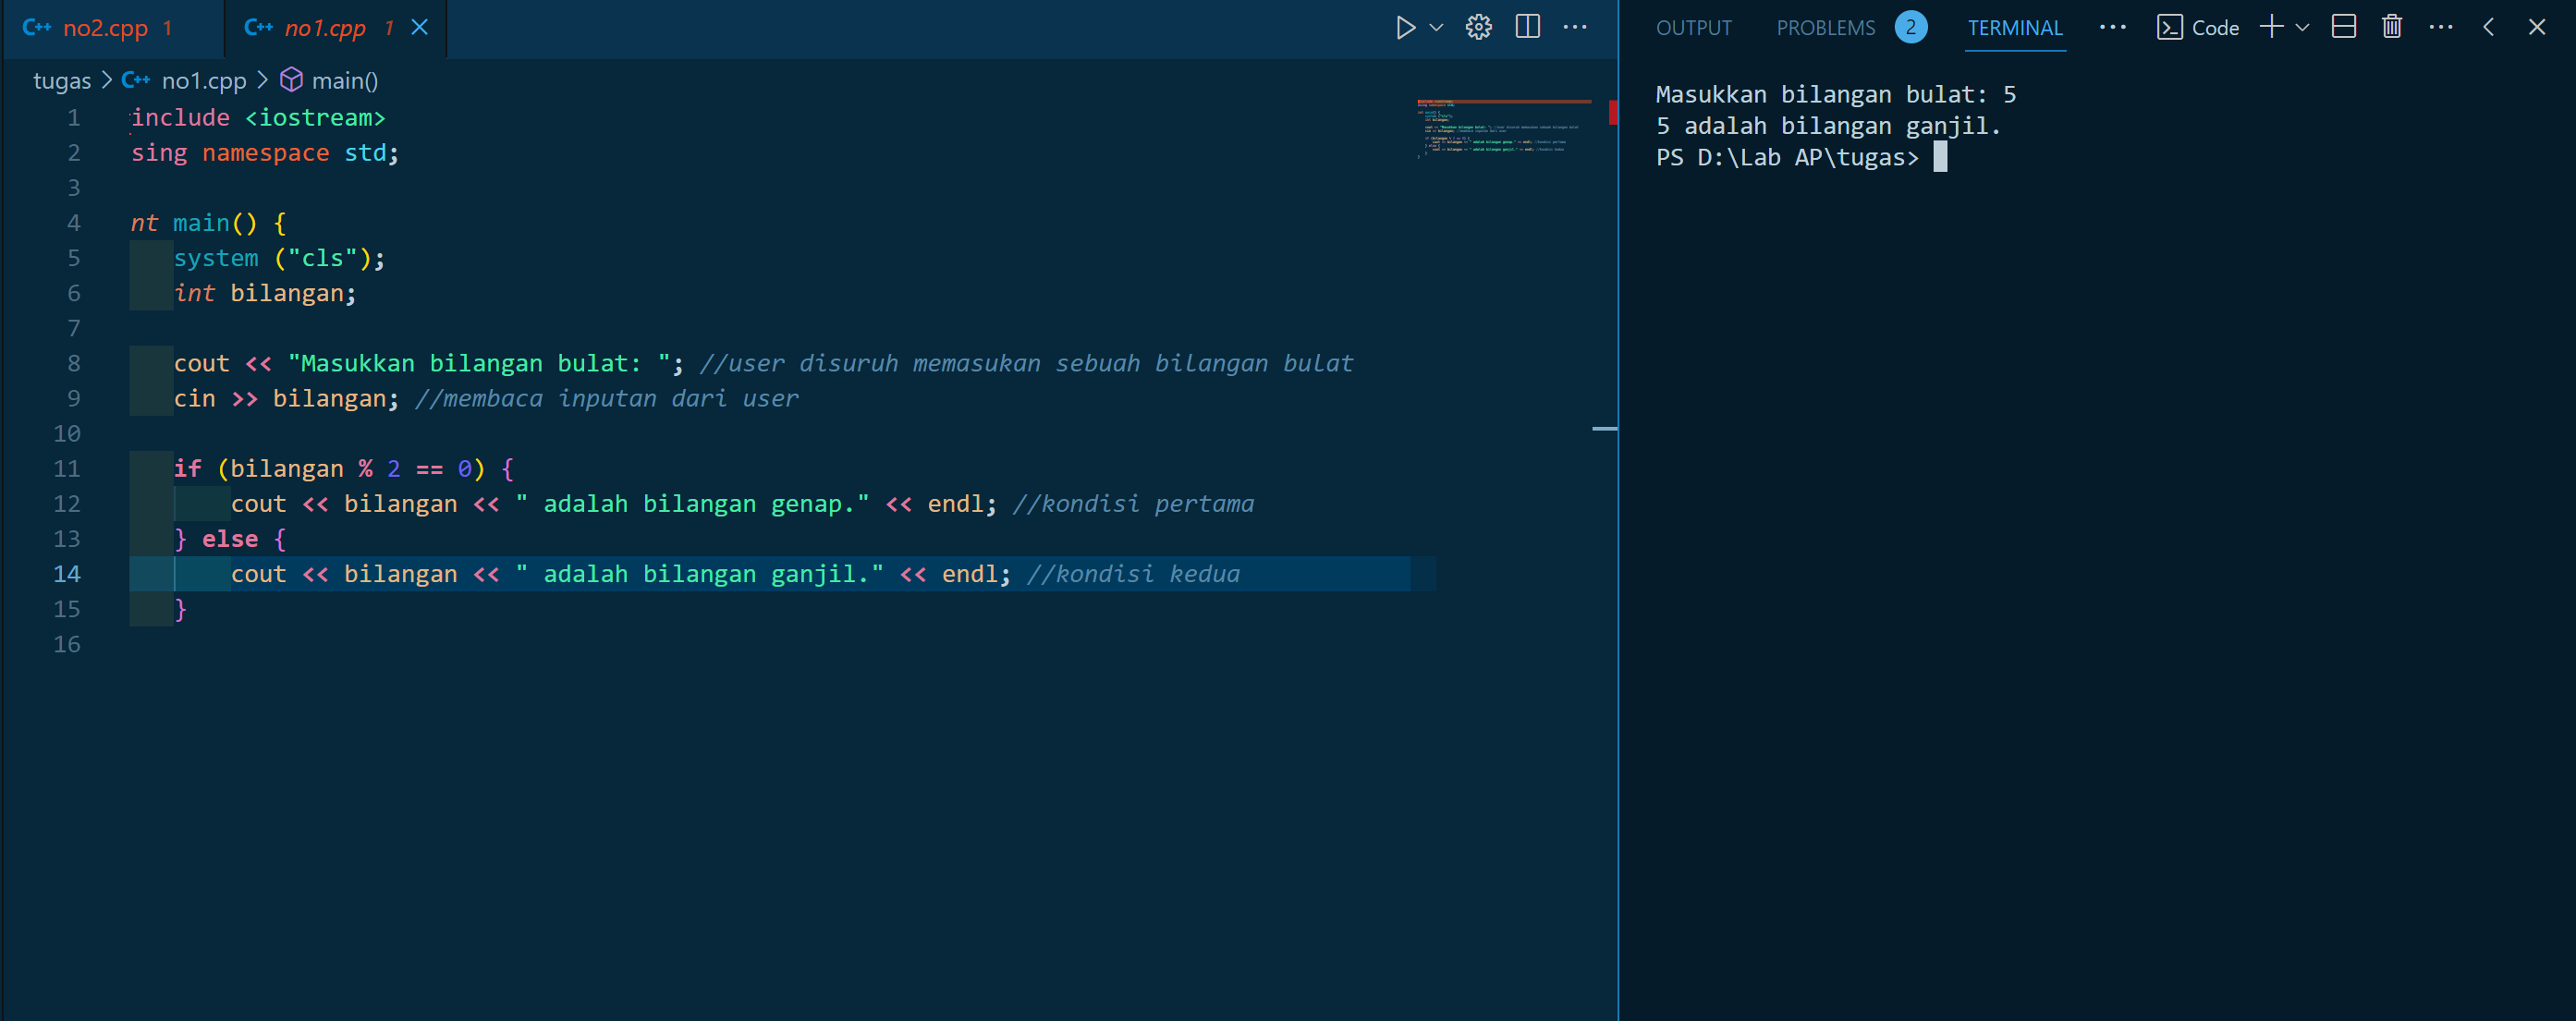 no2.cpp 1 no1.cpp 1
tugas > no1.cpp > main()
1 include <iostream>
2 sing namespace std;
3
4 nt main() {
5 system ("cls");
6 int bilangan;
7
8 cout << "Masukkan bilangan bulat: "; //user disuruh memasukan sebuah bilangan bulat
9 cin >> bilangan; //membaca inputan dari user
10
11 if (bilangan % 2 == 0) {
12 cout << bilangan << " adalah bilangan genap." << endl; //kondisi pertama
13 } else {
14 cout << bilangan << " adalah bilangan ganjil." << endl; //kondisi kedua
15 }
16
OUTPUT PROBLEMS 2 TERMINAL ... Code
Masukkan bilangan bulat: 5
5 adalah bilangan ganjil.
PS D:\Lab AP\tugas>